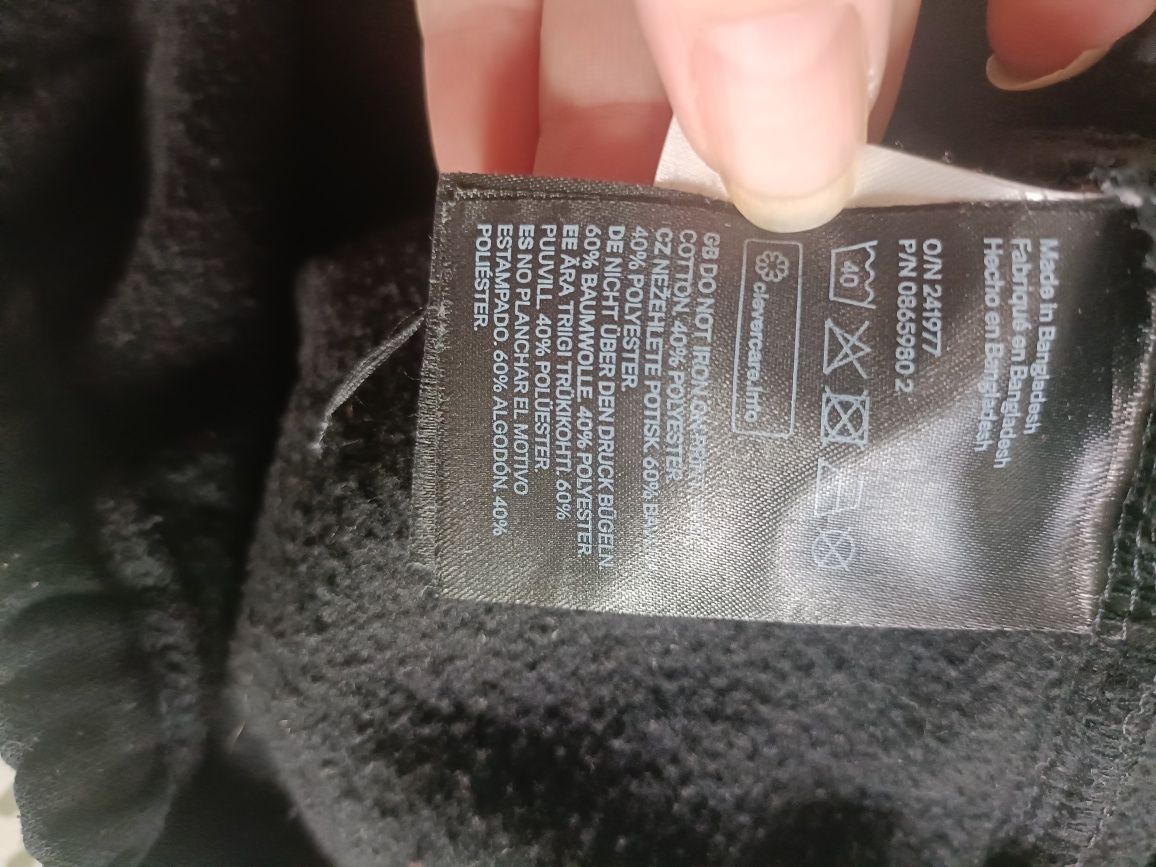 Made in Bangladesh
Fabriqué en Bangladesh
Hecho en Bangladesh
O/N 241977
P/N 0865980 2
40
clevercare.info
GB DO NOT IRON ON PRINT.
COTTON. 40% POLYESTER.
CZ NEŽEHLETE POTISK. 60%
40% POLYESTER.
DE NICHT ÜBER DEN DRUCK BÜGELN.
60% BAUMWOLLE. 40% POLYESTER.
EE ÄRA TRIIGI TRÜKIKOHTI. 60%
PUUVILL. 40% POLÜESTER.
ES NO PLANCHAR EL MOTIVO
ESTAMPADO. 60% ALGODÓN. 40%
POLIÉSTER.